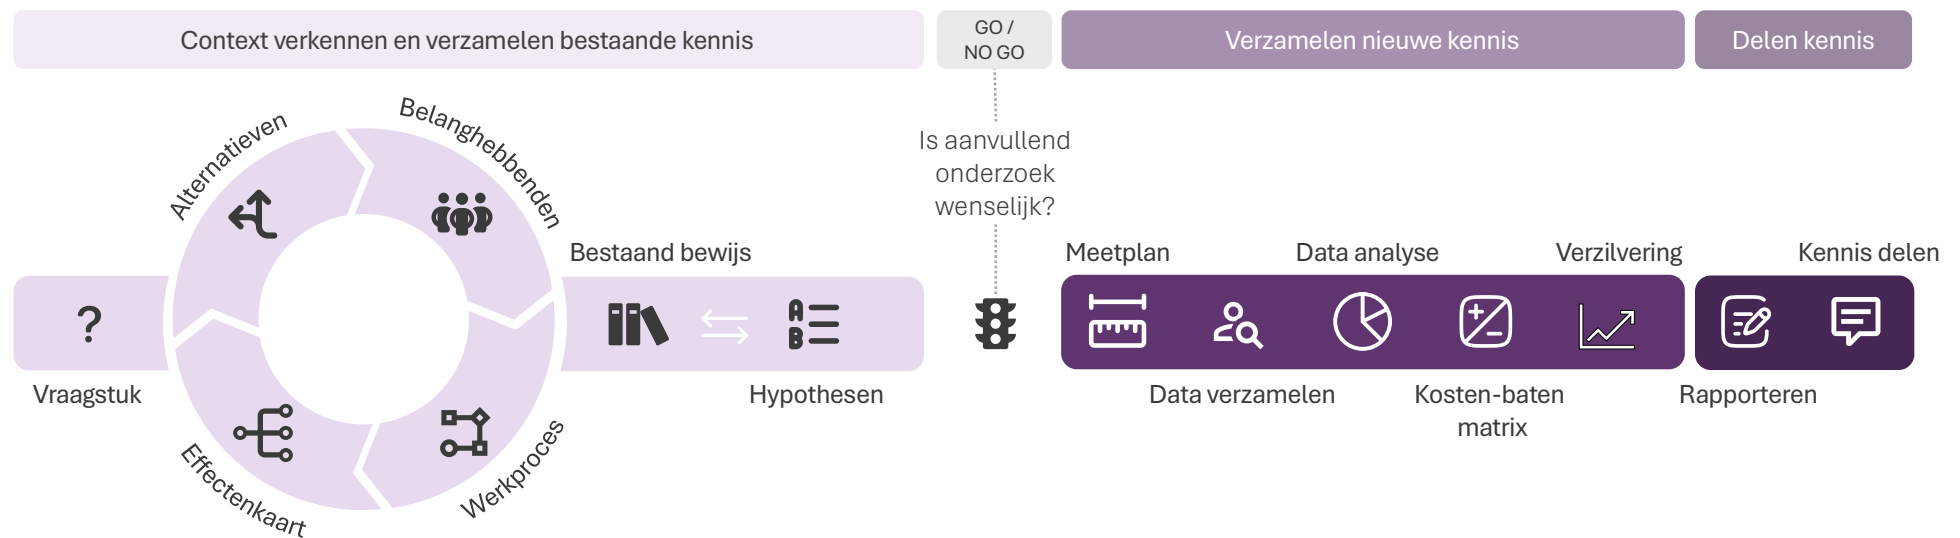 Context verkennen en verzamelen bestaande kennis
GO /
NO GO
Verzamelen nieuwe kennis
Delen kennis
Alternatieven
Belanghebbenden
Is aanvullend
onderzoek
wenselijk?
Bestaand bewijs
Meetplan
Data analyse
Verzilvering
Kennis delen
?
A
B
Vraagstuk
Hypothesen
Data verzamelen
Kosten-baten
matrix
Rapporteren
Effectenkaart
Werkproces